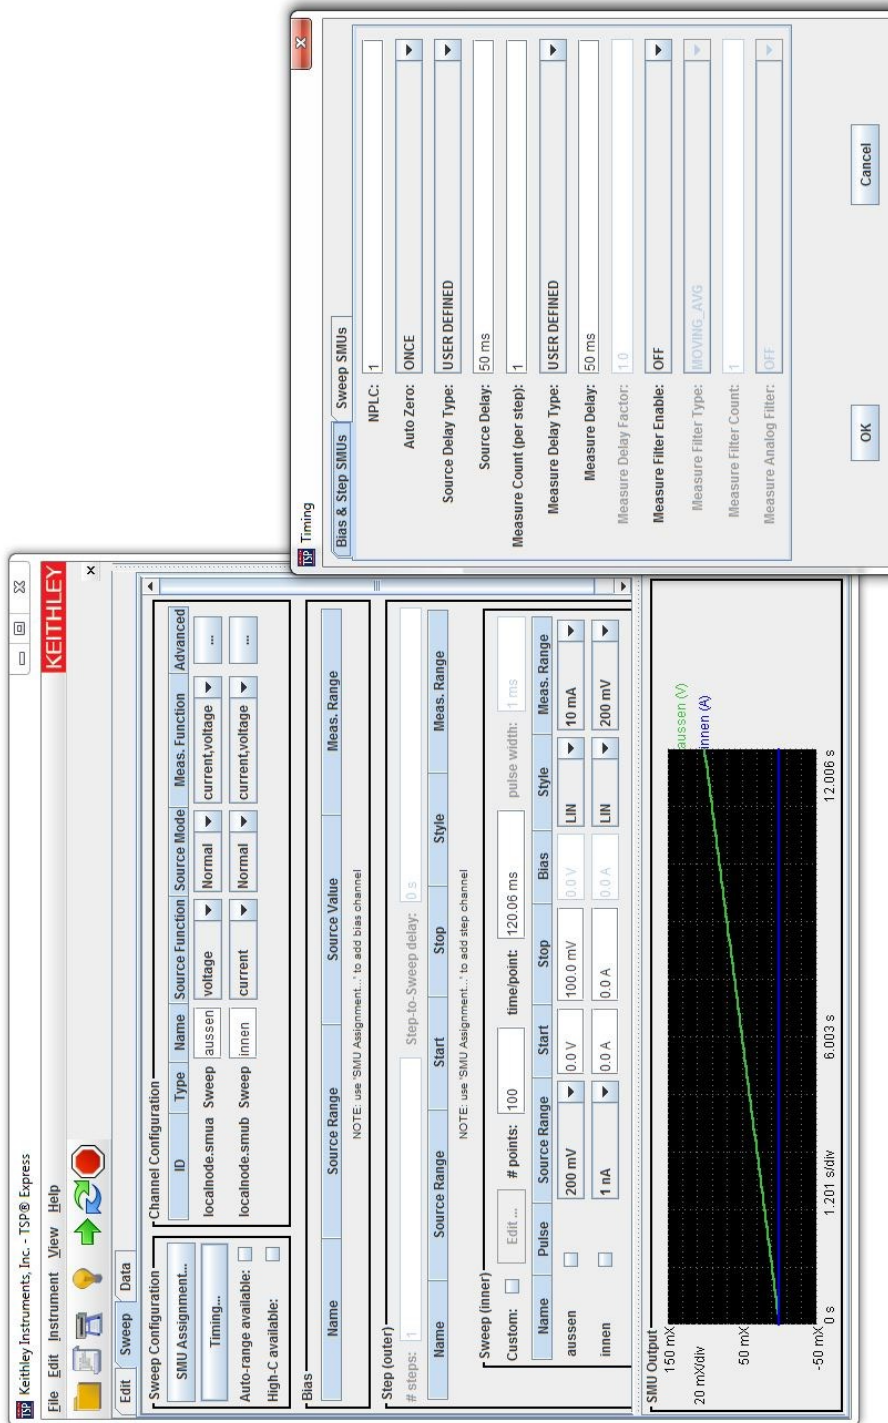 Keithley Instruments, Inc. - TSP® Express
File Edit Instrument View Help
KEITHLEY
Edit Sweep Data
Sweep Configuration
SMU Assignment...
Timing...
Auto-range available:
High-C available:
Channel Configuration
ID Type Name Source Function Source Mode Meas. Function Advanced
localnode.smua Sweep aussen voltage Normal current,voltage ...
localnode.smub Sweep innen current Normal current,voltage ...
Bias
Name Source Range Source Value Meas. Range
NOTE: use 'SMU Assignment...' to add bias channel
Step (outer)
# steps: 1 Step-to-Sweep delay: 0 s
Name Source Range Start Stop Style Meas. Range
NOTE: use 'SMU Assignment...' to add step channel
Sweep (inner)
Custom: Edit ... # points: 100 time/point: 120.06 ms pulse width: 1 ms
Name Pulse Source Range Start Stop Bias Style Meas. Range
aussen 200 mV 0.0 V 100.0 mV 0.0 V LIN 10 mA
innen 1 nA 0.0 A 0.0 A 0.0 A LIN 200 mV
SMU Output
150 mX
20 mX/div
50 mX
-50 mX
0 s 1.201 s/div 6.003 s 12.006 s
aussen (V)
innen (A)
Timing
Bias & Step SMUs Sweep SMUs
NPLC: 1
Auto Zero: ONCE
Source Delay Type: USER DEFINED
Source Delay: 50 ms
Measure Count (per step): 1
Measure Delay Type: USER DEFINED
Measure Delay: 50 ms
Measure Delay Factor: 1.0
Measure Filter Enable: OFF
Measure Filter Type: MOVING_AVG
Measure Filter Count: 1
Measure Analog Filter: OFF
OK Cancel